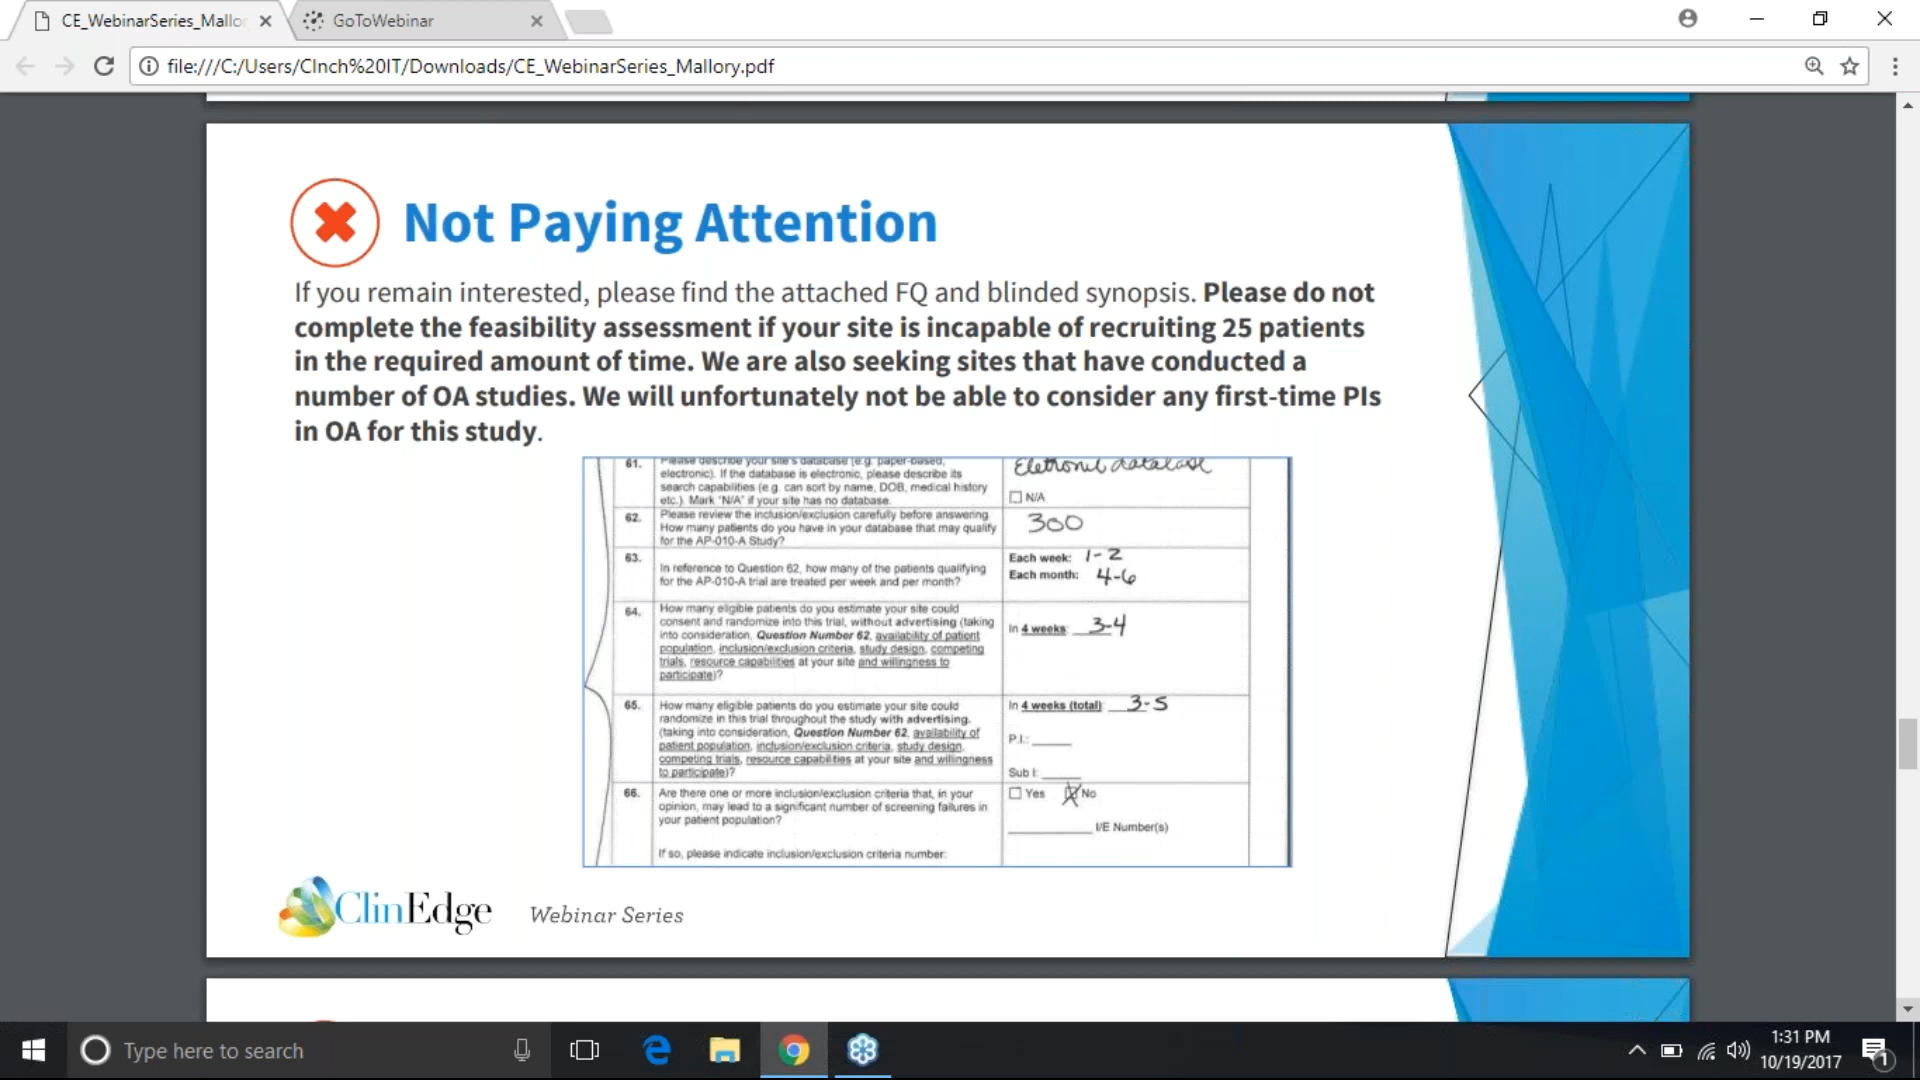 CE_WebinarSeries_Mallor
GoToWebinar
file:///C:/Users/CInch%20IT/Downloads/CE_WebinarSeries_Mallory.pdf
Not Paying Attention
If you remain interested, please find the attached FQ and blinded synopsis. Please do not
complete the feasibility assessment if your site is incapable of recruiting 25 patients
in the required amount of time. We are also seeking sites that have conducted a
number of OA studies. We will unfortunately not be able to consider any first-time PIs
in OA for this study.
61. Please describe your site's database (e.g. paper-based,
electronic). If the database is electronic, please describe its
search capabilities (e.g. can sort by name, DOB, medical history
etc.). Mark "N/A" if your site has no database.
Eletronic database
N/A
62. Please review the inclusion/exclusion carefully before answering.
How many patients do you have in your database that may qualify
for the AP-010-A Study?
300
63. In reference to Question 62, how many of the patients qualifying
for the AP-010-A trial are treated per week and per month?
Each week: 1-2
Each month: 4-6
64. How many eligible patients do you estimate your site could
consent and randomize into this trial, without advertising (taking
into consideration, Question Number 62, availability of patient
population, inclusion/exclusion criteria, study design, competing
trials, resource capabilities at your site and willingness to
participate)?
In 4 weeks: 3-4
65. How many eligible patients do you estimate your site could
randomize in this trial throughout the study with advertising.
(taking into consideration, Question Number 62, availability of
patient population, inclusion/exclusion criteria, study design,
competing trials, resource capabilities at your site and willingness
to participate)?
In 4 weeks (total): 3-5
P.I.:
Sub I:
66. Are there one or more inclusion/exclusion criteria that, in your
opinion, may lead to a significant number of screening failures in
your patient population?
Yes No
I/E Number(s)
If so, please indicate inclusion/exclusion criteria number:
ClinEdge Webinar Series
Type here to search
1:31 PM
10/19/2017
1